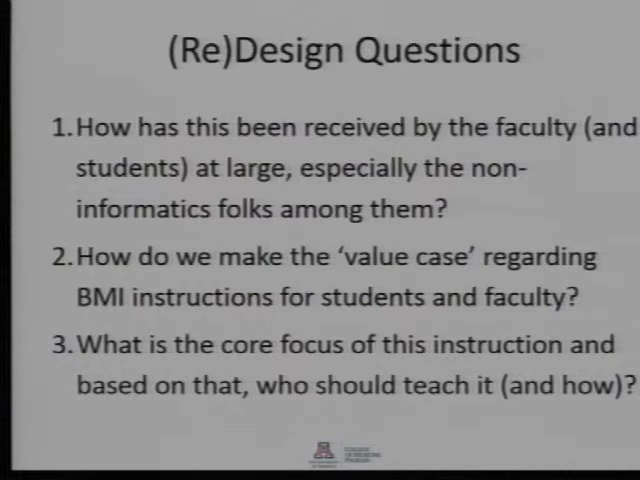 (Re)Design Questions
1. How has this been received by the faculty (and
students) at large, especially the non-
informatics folks among them?
2. How do we make the ‘value case’ regarding
BMI instructions for students and faculty?
3. What is the core focus of this instruction and
based on that, who should teach it (and how)?